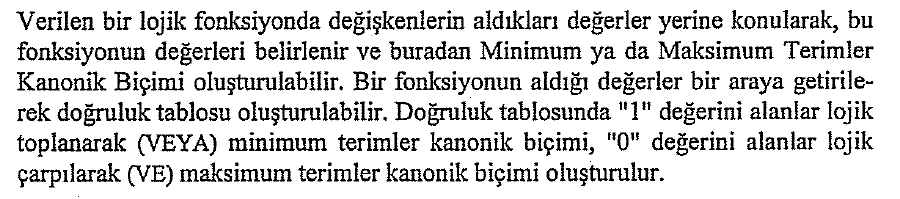 Verilen bir lojik fonksiyonda değişkenlerin aldıkları değerler yerine konularak, bu
fonksiyonun değerleri belirlenir ve buradan Minimum ya da Maksimum Terimler
Kanonik Biçimi oluşturulabilir. Bir fonksiyonun aldığı değerler bir araya getirile-
rek doğruluk tablosu oluşturulabilir. Doğruluk tablosunda "1" değerini alanlar lojik
toplanarak (VEYA) minimum terimler kanonik biçimi, "0" değerini alanlar lojik
çarpılarak (VE) maksimum terimler kanonik biçimi oluşturulur.